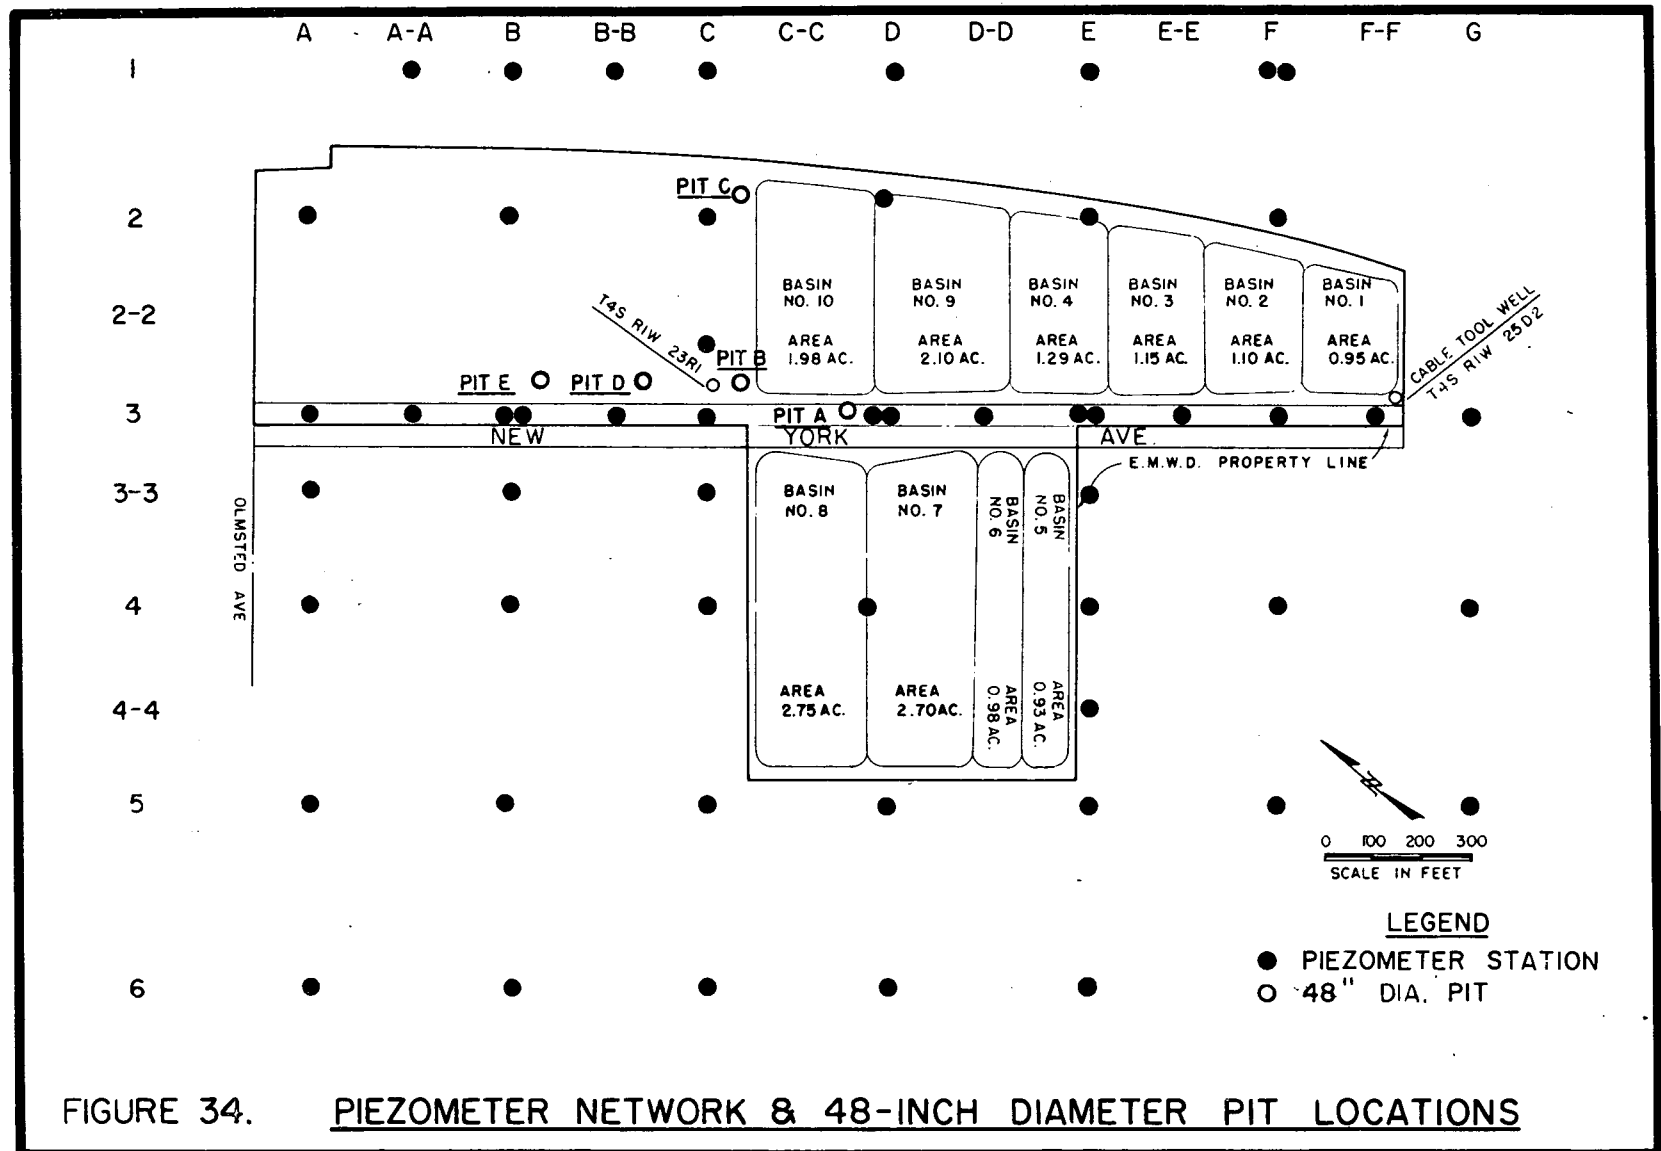 A A-A B B-B C C-C D D-D E E-E F F-F G
1
2
2-2
3
3-3
4
4-4
5
6
PIT C
BASIN
NO. 10
AREA
1.98 AC.
BASIN
NO. 9
AREA
2.10 AC.
BASIN
NO. 4
AREA
1.29 AC.
BASIN
NO. 3
AREA
1.15 AC.
BASIN
NO. 2
AREA
1.10 AC.
BASIN
NO. 1
AREA
0.95 AC.
T4S R1W 23R1
CABLE TOOL WELL
T4S R1W 25D2
PIT B
PIT E
PIT D
PIT A
NEW YORK AVE.
E.M.W.D. PROPERTY LINE
OLMSTED AVE
BASIN
NO. 8
AREA
2.75 AC.
BASIN
NO. 7
AREA
2.70 AC.
BASIN
NO. 6
AREA
0.98 AC.
BASIN
NO. 5
AREA
0.93 AC.
N
0 100 200 300
SCALE IN FEET
LEGEND
PIEZOMETER STATION
48" DIA. PIT
FIGURE 34. PIEZOMETER NETWORK & 48-INCH DIAMETER PIT LOCATIONS